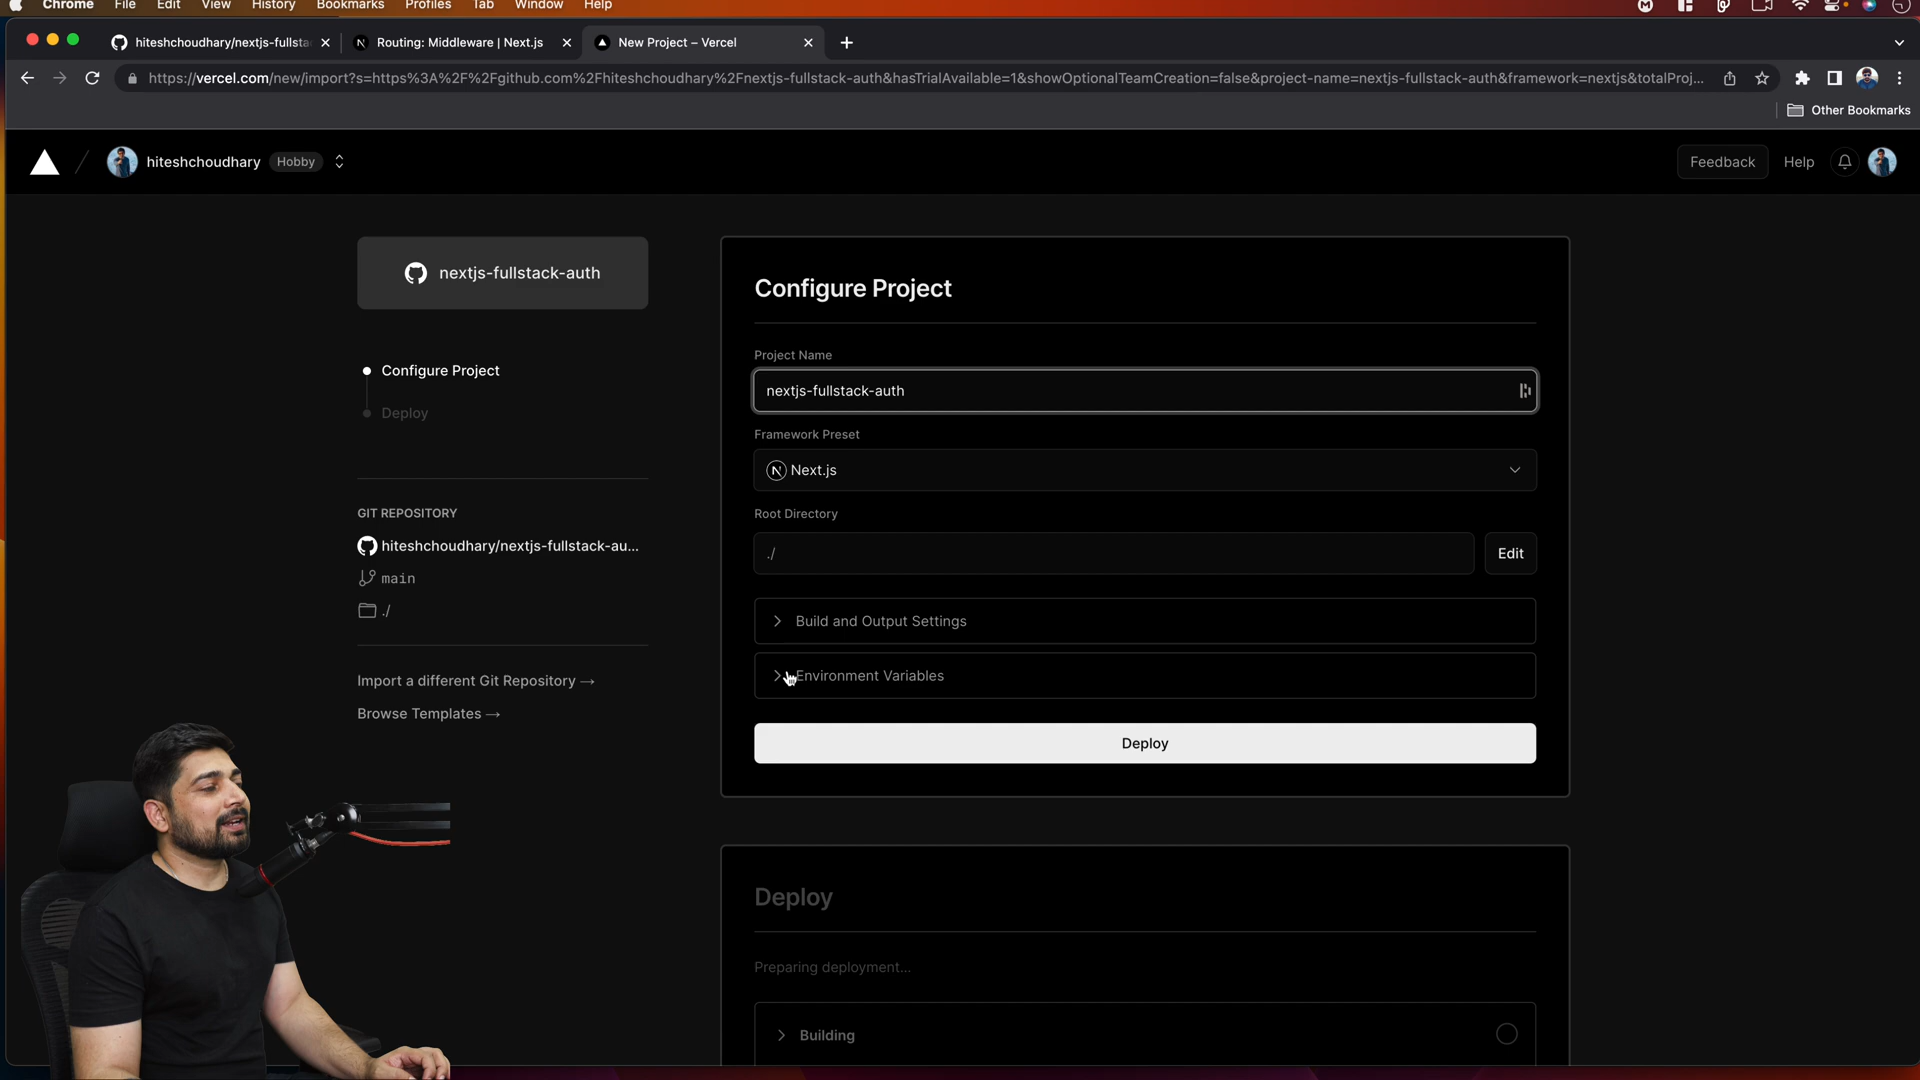 Chrome File Edit View History Bookmarks Profiles Tab Window Help
hiteshchoudhary/nextjs-fullsta
Routing: Middleware | Next.js
New Project – Vercel
https://vercel.com/new/import?s=https%3A%2F%2Fgithub.com%2Fhiteshchoudhary%2Fnextjs-fullstack-auth&hasTrialAvailable=1&showOptionalTeamCreation=false&project-name=nextjs-fullstack-auth&framework=nextjs&totalProj...
Other Bookmarks
hiteshchoudhary Hobby
Feedback Help
nextjs-fullstack-auth
Configure Project
Deploy
GIT REPOSITORY
hiteshchoudhary/nextjs-fullstack-au...
main
./
Import a different Git Repository →
Browse Templates →
Configure Project
Project Name
nextjs-fullstack-auth
Framework Preset
Next.js
Root Directory
./
Edit
Build and Output Settings
Environment Variables
Deploy
Deploy
Preparing deployment...
Building